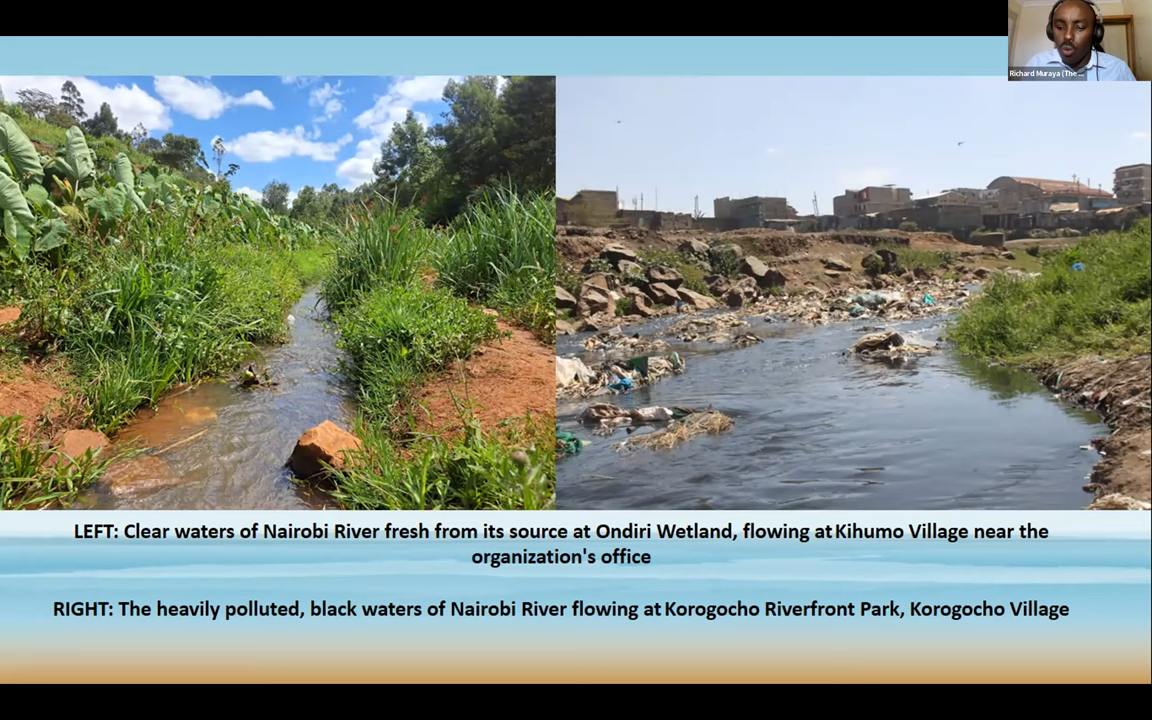 Richard Muraya (The ...
LEFT: Clear waters of Nairobi River fresh from its source at Ondiri Wetland, flowing at Kihumo Village near the
organization's office
RIGHT: The heavily polluted, black waters of Nairobi River flowing at Korogocho Riverfront Park, Korogocho Village